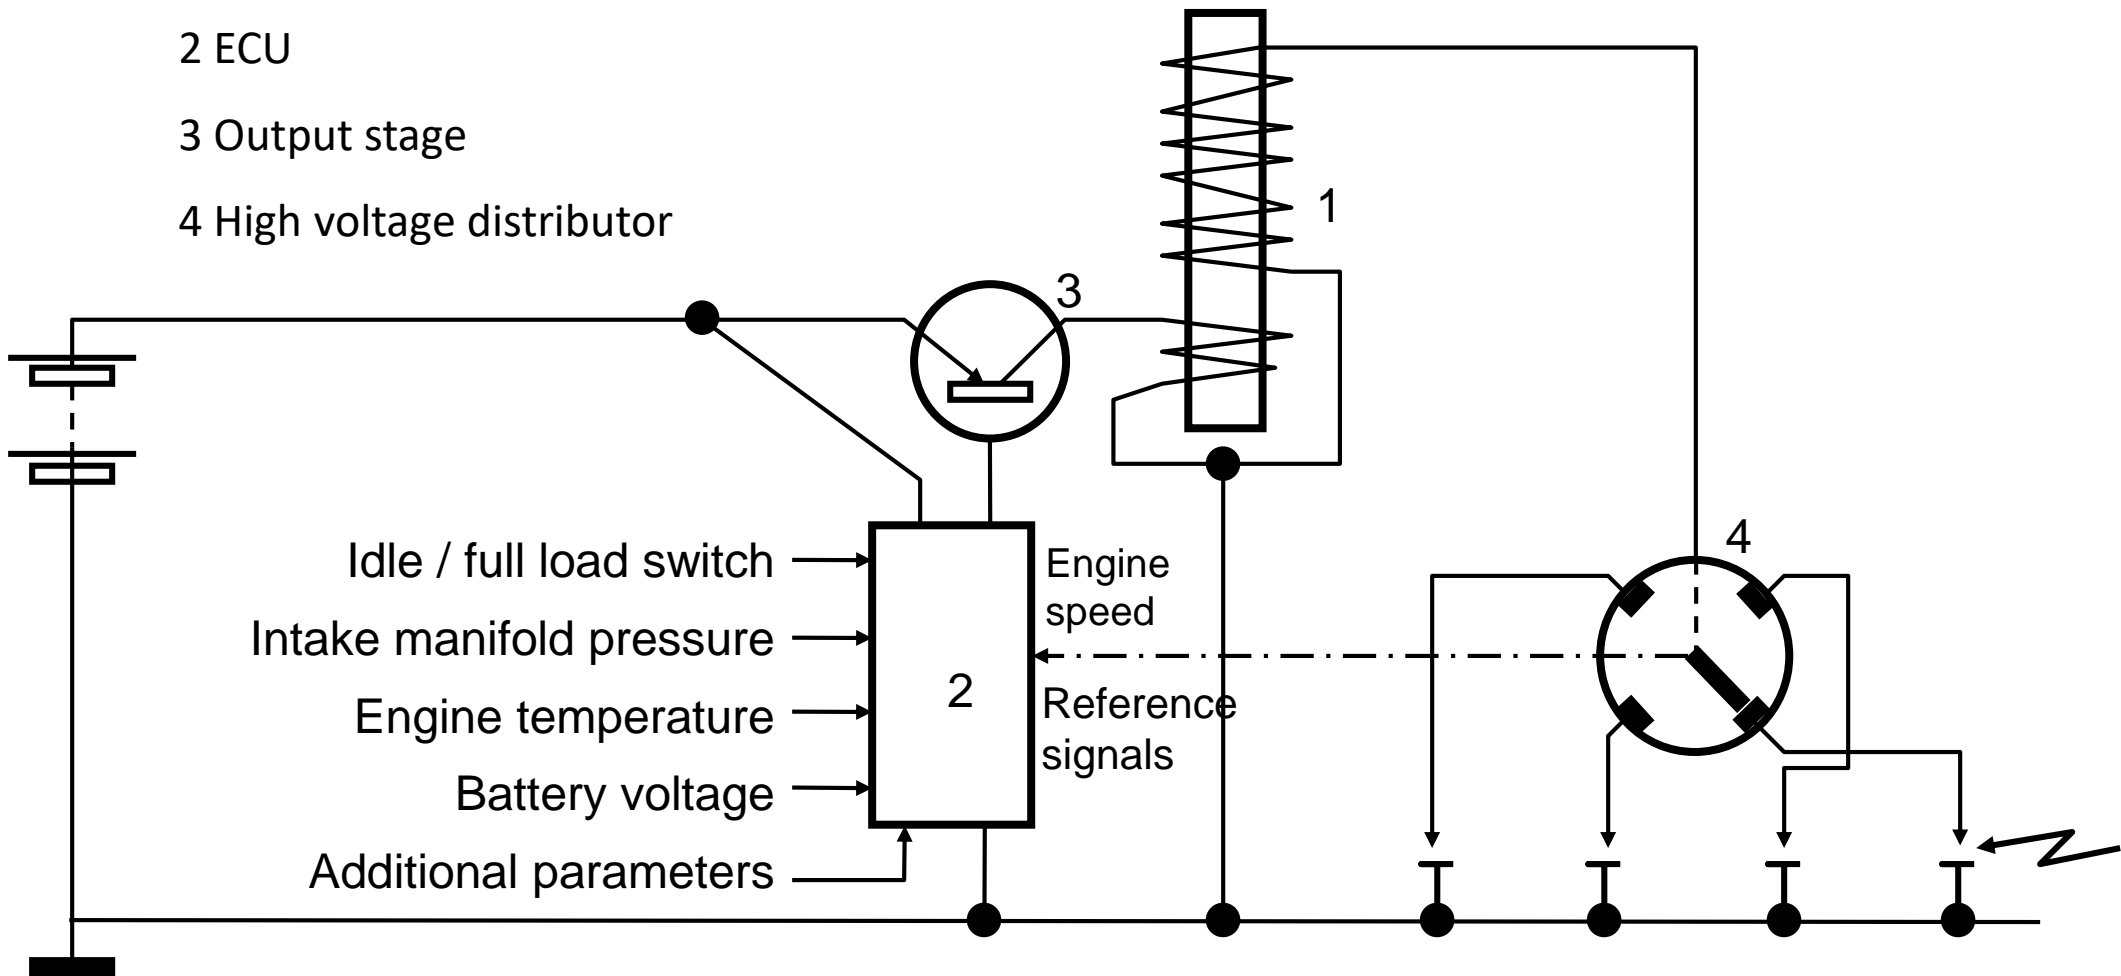 2 ECU
3 Output stage
4 High voltage distributor
1
3
4
Idle / full load switch
Intake manifold pressure
Engine temperature
Battery voltage
Additional parameters
2
Engine
speed
Reference
signals